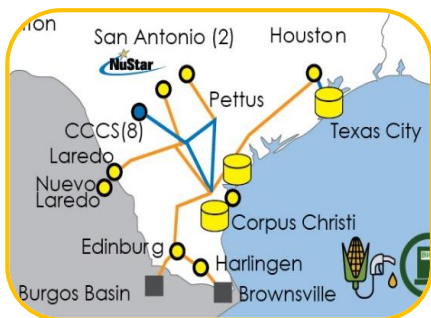 San Antonio (2)
Houston
NuStar
Pettus
CCCS(8)
Texas City
Laredo
Nuevo
Laredo
Corpus Christi
Edinburg
Harlingen
Burgos Basin
Brownsville